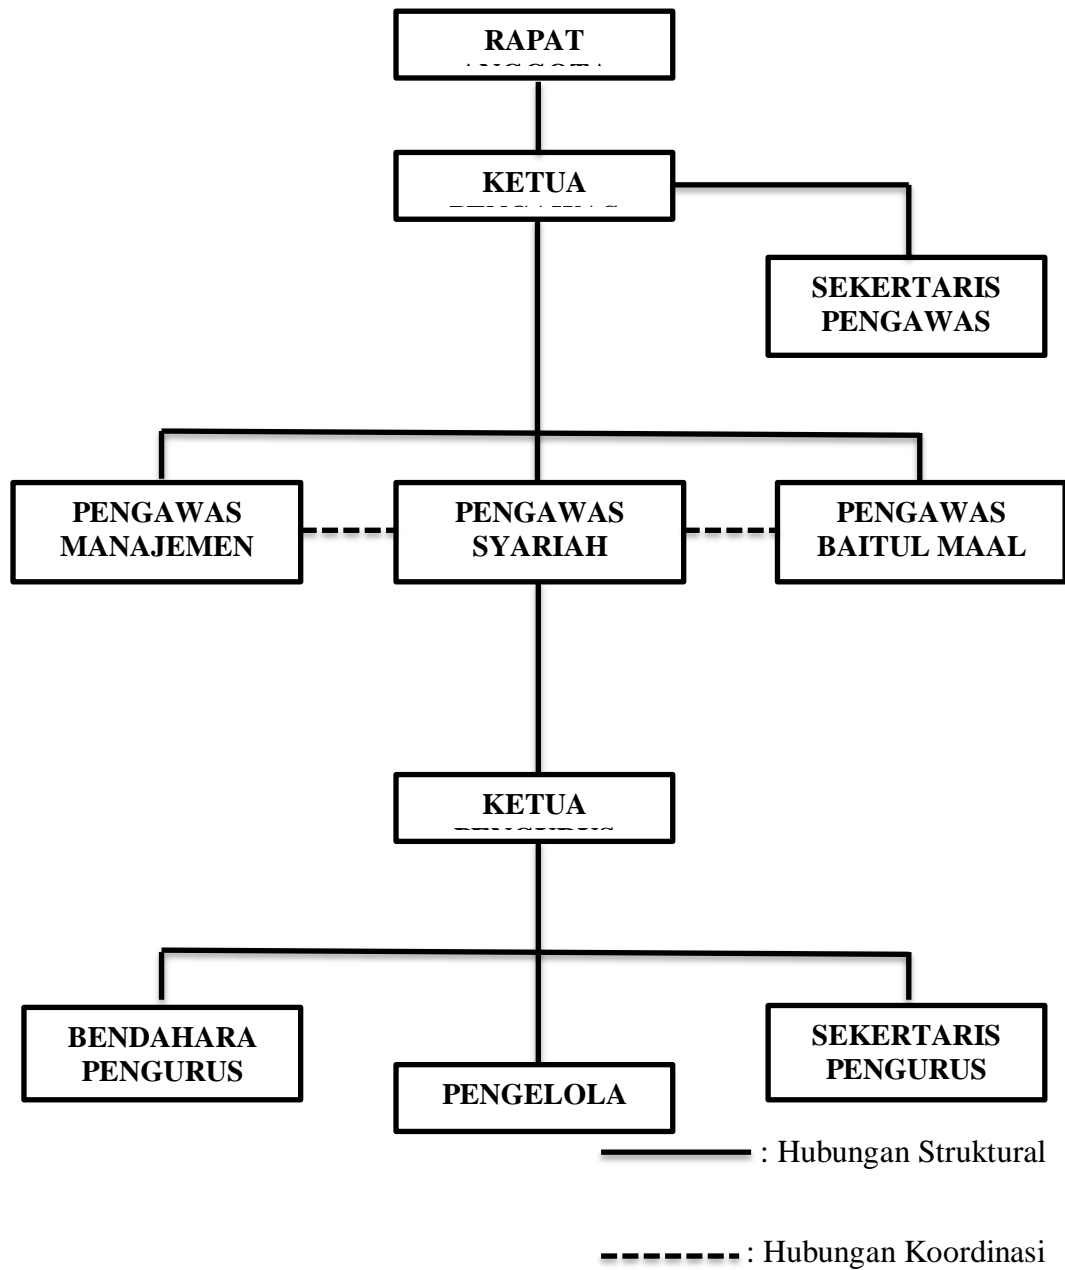 RAPAT
KETUA
SEKERTARIS
PENGAWAS
PENGAWAS
MANAJEMEN
PENGAWAS
SYARIAH
PENGAWAS
BAITUL MAAL
KETUA
BENDAHARA
PENGURUS
PENGELOLA
SEKERTARIS
PENGURUS
: Hubungan Struktural
: Hubungan Koordinasi